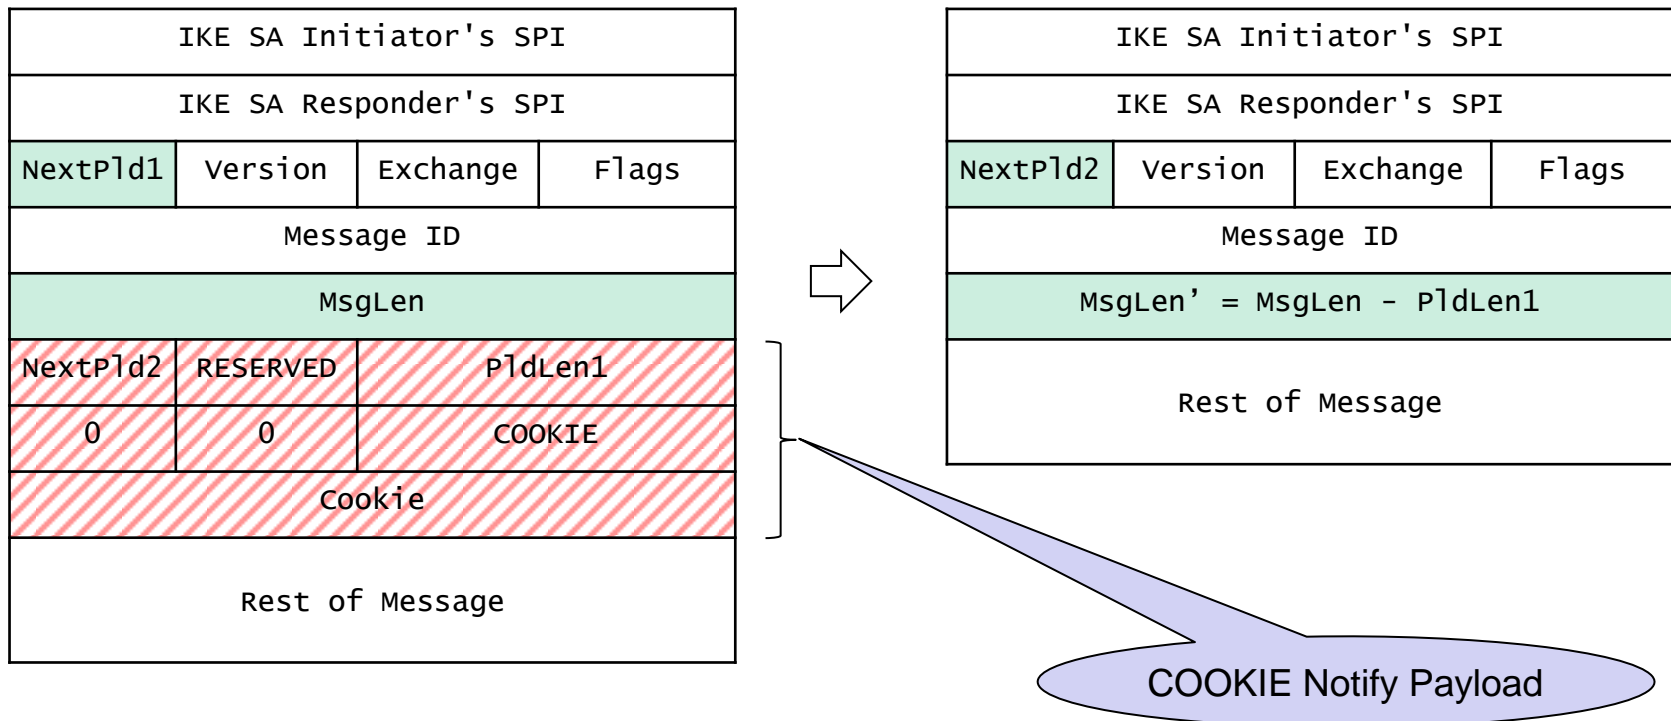 IKE SA Initiator's SPI
IKE SA Responder's SPI
NextPld1 Version Exchange Flags
Message ID
MsgLen
NextPld2 RESERVED PldLen1
0 0 COOKIE
Cookie
Rest of Message
IKE SA Initiator's SPI
IKE SA Responder's SPI
NextPld2 Version Exchange Flags
Message ID
MsgLen’ = MsgLen - PldLen1
Rest of Message
COOKIE Notify Payload